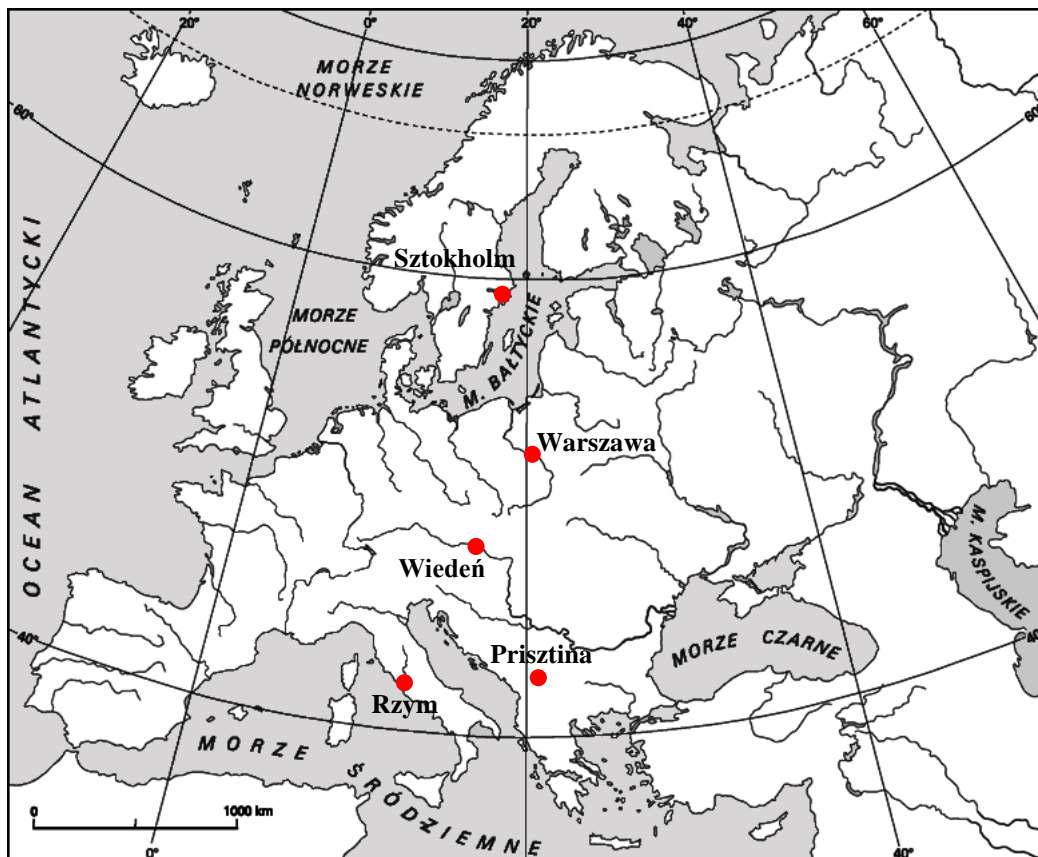 20°
0°
20°
40°
60°
MORZE
NORWESKIE
60°
60°
Sztokholm
MORZE
PÓŁNOCNE
M. BAŁTYCKIE
OCEAN ATLANTYCKI
Warszawa
Wiedeń
M. KASPIJSKIE
Prisztina
MORZE CZARNE
40°
40°
Rzym
MORZE ŚRÓDZIEMNE
0
1000 km
0°
40°